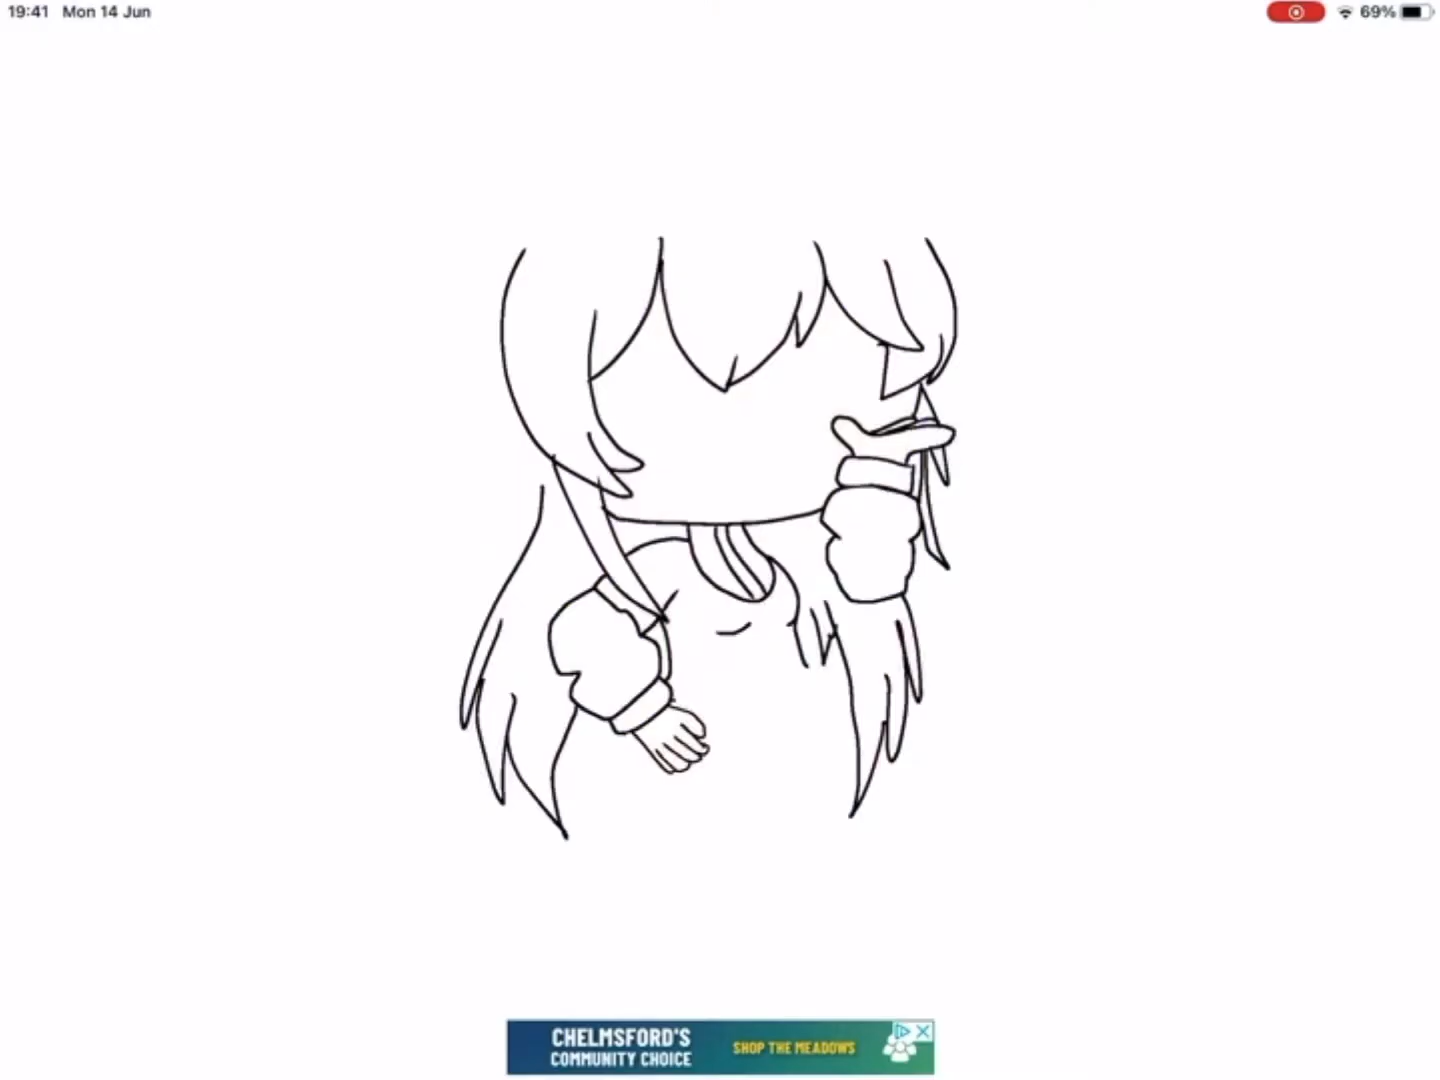 19:41 Mon 14 Jun
69%
CHELMSFORD'S
COMMUNITY CHOICE
SHOP THE MEADOWS